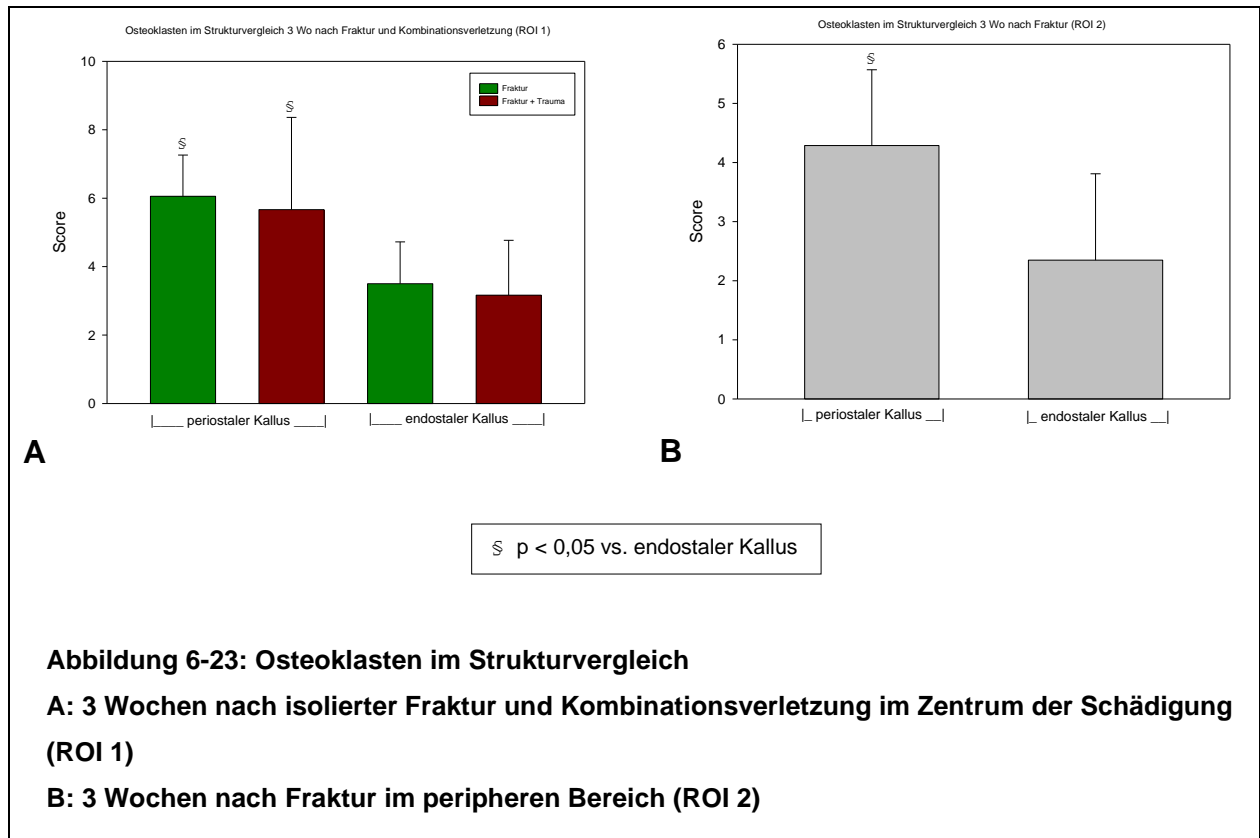 Osteoklasten im Strukturvergleich 3 Wo nach Fraktur und Kombinationsverletzung (ROI 1)
10
8
6
4
2
0
Score
Fraktur
Fraktur + Trauma
§
§
|____ periostaler Kallus ____|
|____ endostaler Kallus ____|
A
Osteoklasten im Strukturvergleich 3 Wo nach Fraktur (ROI 2)
6
5
4
3
2
1
0
Score
§
|_ periostaler Kallus __|
|_ endostaler Kallus __|
B
§ p < 0,05 vs. endostaler Kallus
Abbildung 6-23: Osteoklasten im Strukturvergleich
A: 3 Wochen nach isolierter Fraktur und Kombinationsverletzung im Zentrum der Schädigung
(ROI 1)
B: 3 Wochen nach Fraktur im peripheren Bereich (ROI 2)